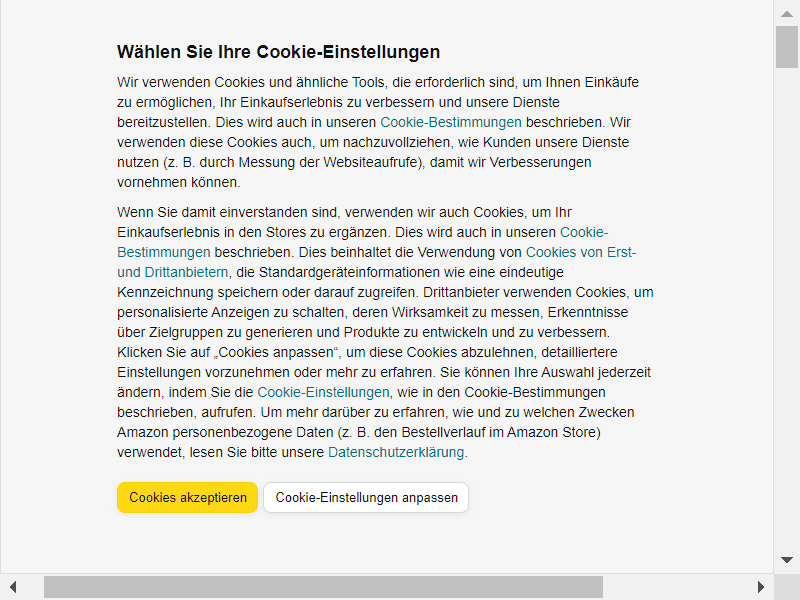 Wählen Sie Ihre Cookie-Einstellungen
Wir verwenden Cookies und ähnliche Tools, die erforderlich sind, um Ihnen Einkäufe
zu ermöglichen, Ihr Einkaufserlebnis zu verbessern und unsere Dienste
bereitzustellen. Dies wird auch in unseren Cookie-Bestimmungen beschrieben. Wir
verwenden diese Cookies auch, um nachzuvollziehen, wie Kunden unsere Dienste
nutzen (z. B. durch Messung der Websiteaufrufe), damit wir Verbesserungen
vornehmen können.
Wenn Sie damit einverstanden sind, verwenden wir auch Cookies, um Ihr
Einkaufserlebnis in den Stores zu ergänzen. Dies wird auch in unseren Cookie-
Bestimmungen beschrieben. Dies beinhaltet die Verwendung von Cookies von Erst-
und Drittanbietern, die Standardgeräteinformationen wie eine eindeutige
Kennzeichnung speichern oder darauf zugreifen. Drittanbieter verwenden Cookies, um
personalisierte Anzeigen zu schalten, deren Wirksamkeit zu messen, Erkenntnisse
über Zielgruppen zu generieren und Produkte zu entwickeln und zu verbessern.
Klicken Sie auf „Cookies anpassen“, um diese Cookies abzulehnen, detailliertere
Einstellungen vorzunehmen oder mehr zu erfahren. Sie können Ihre Auswahl jederzeit
ändern, indem Sie die Cookie-Einstellungen, wie in den Cookie-Bestimmungen
beschrieben, aufrufen. Um mehr darüber zu erfahren, wie und zu welchen Zwecken
Amazon personenbezogene Daten (z. B. den Bestellverlauf im Amazon Store)
verwendet, lesen Sie bitte unsere Datenschutzerklärung.
Cookies akzeptieren Cookie-Einstellungen anpassen